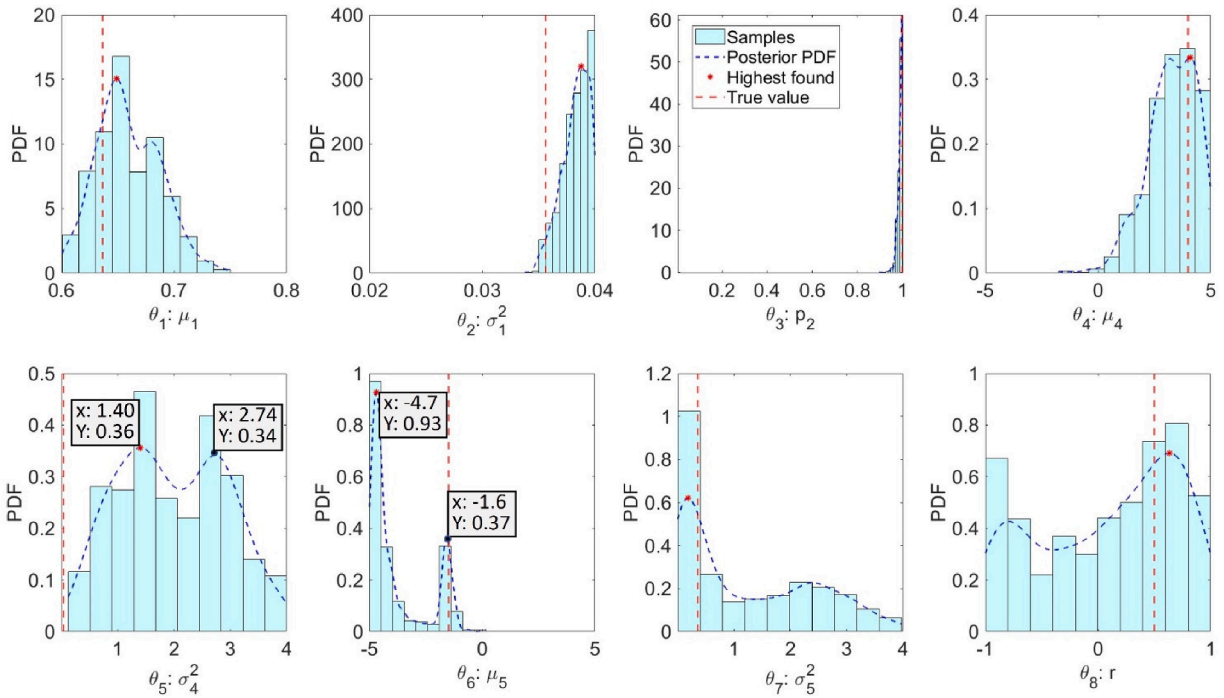 20
15
10
5
0
PDF
0.6
0.7
0.8
θ₁: μ₁
400
300
200
100
0
PDF
0.02
0.03
0.04
θ₂: σ₁²
60
50
40
30
20
10
0
PDF
Samples
Posterior PDF
Highest found
True value
0.2
0.4
0.6
0.8
1
θ₃: p₂
0.4
0.3
0.2
0.1
0
PDF
-5
0
5
θ₄: μ₄
0.5
0.4
0.3
0.2
0.1
0
PDF
x: 1.40
Y: 0.36
x: 2.74
Y: 0.34
1
2
3
4
θ₅: σ₄²
1
0.8
0.6
0.4
0.2
0
PDF
x: -4.7
Y: 0.93
x: -1.6
Y: 0.37
-5
0
5
θ₆: μ₅
1.2
1
0.8
0.6
0.4
0.2
0
PDF
1
2
3
4
θ₇: σ₅²
1
0.8
0.6
0.4
0.2
0
PDF
-1
0
1
θ₈: r